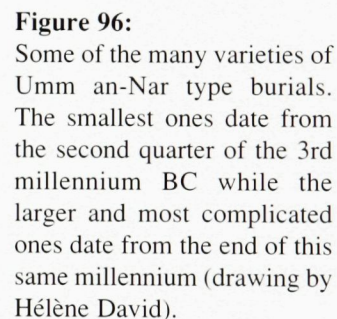 Figure 96:
Some of the many varieties of
Umm an-Nar type burials.
The smallest ones date from
the second quarter of the 3rd
millennium BC while the
larger and most complicated
ones date from the end of this
same millennium (drawing by
Hélène David).